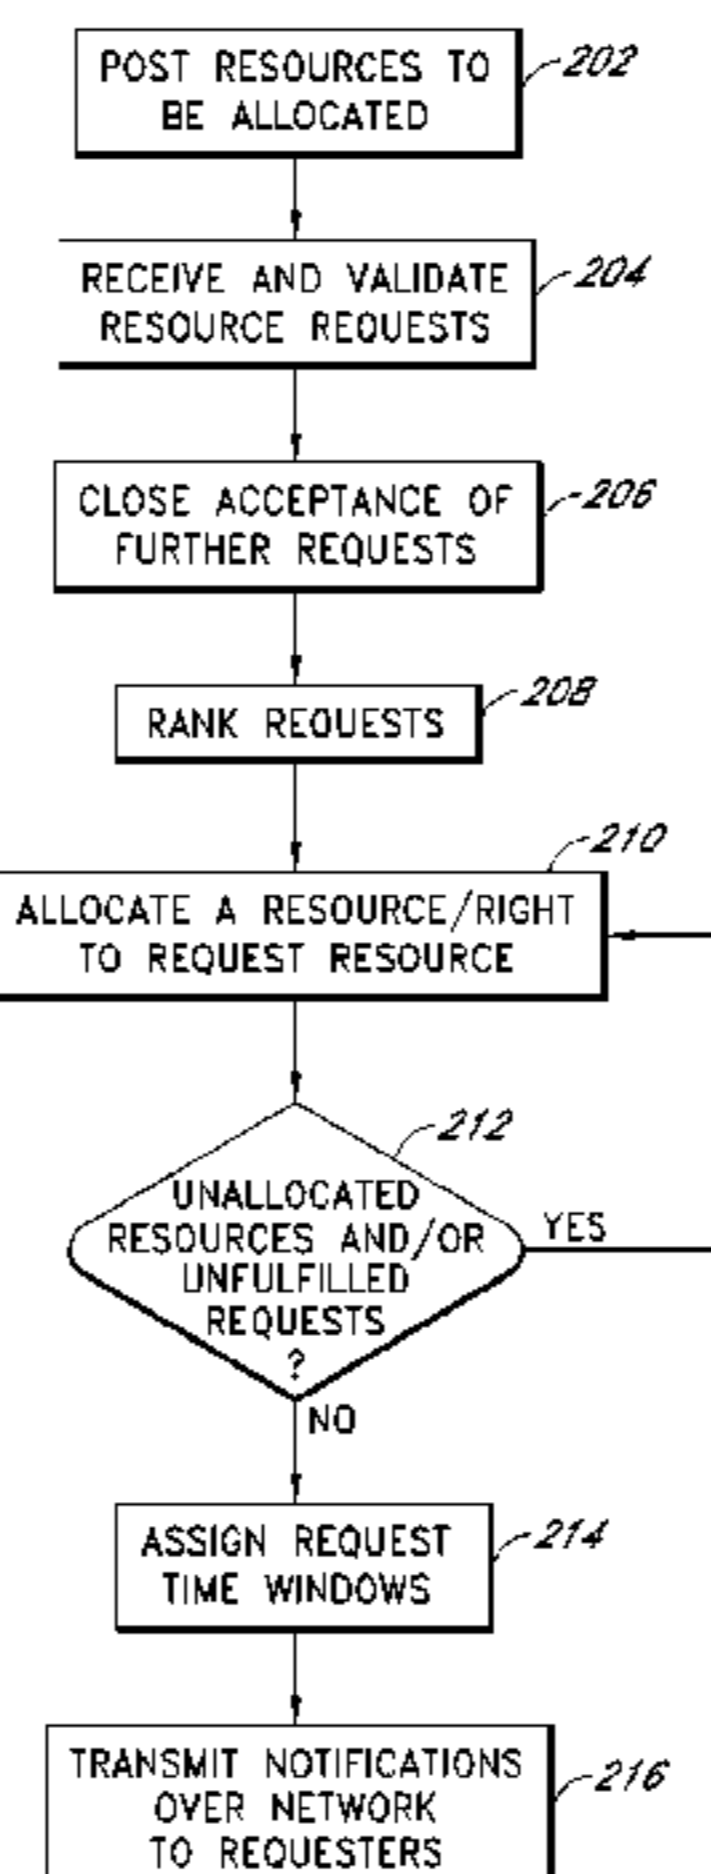 POST RESOURCES TO
BE ALLOCATED
202
RECEIVE AND VALIDATE
RESOURCE REQUESTS
204
CLOSE ACCEPTANCE OF
FURTHER REQUESTS
206
RANK REQUESTS
208
210
ALLOCATE A RESOURCE/RIGHT
TO REQUEST RESOURCE
212
UNALLOCATED
RESOURCES AND/OR
UNFULFILLED
REQUESTS
?
YES
NO
ASSIGN REQUEST
TIME WINDOWS
214
TRANSMIT NOTIFICATIONS
OVER NETWORK
TO REQUESTERS
216